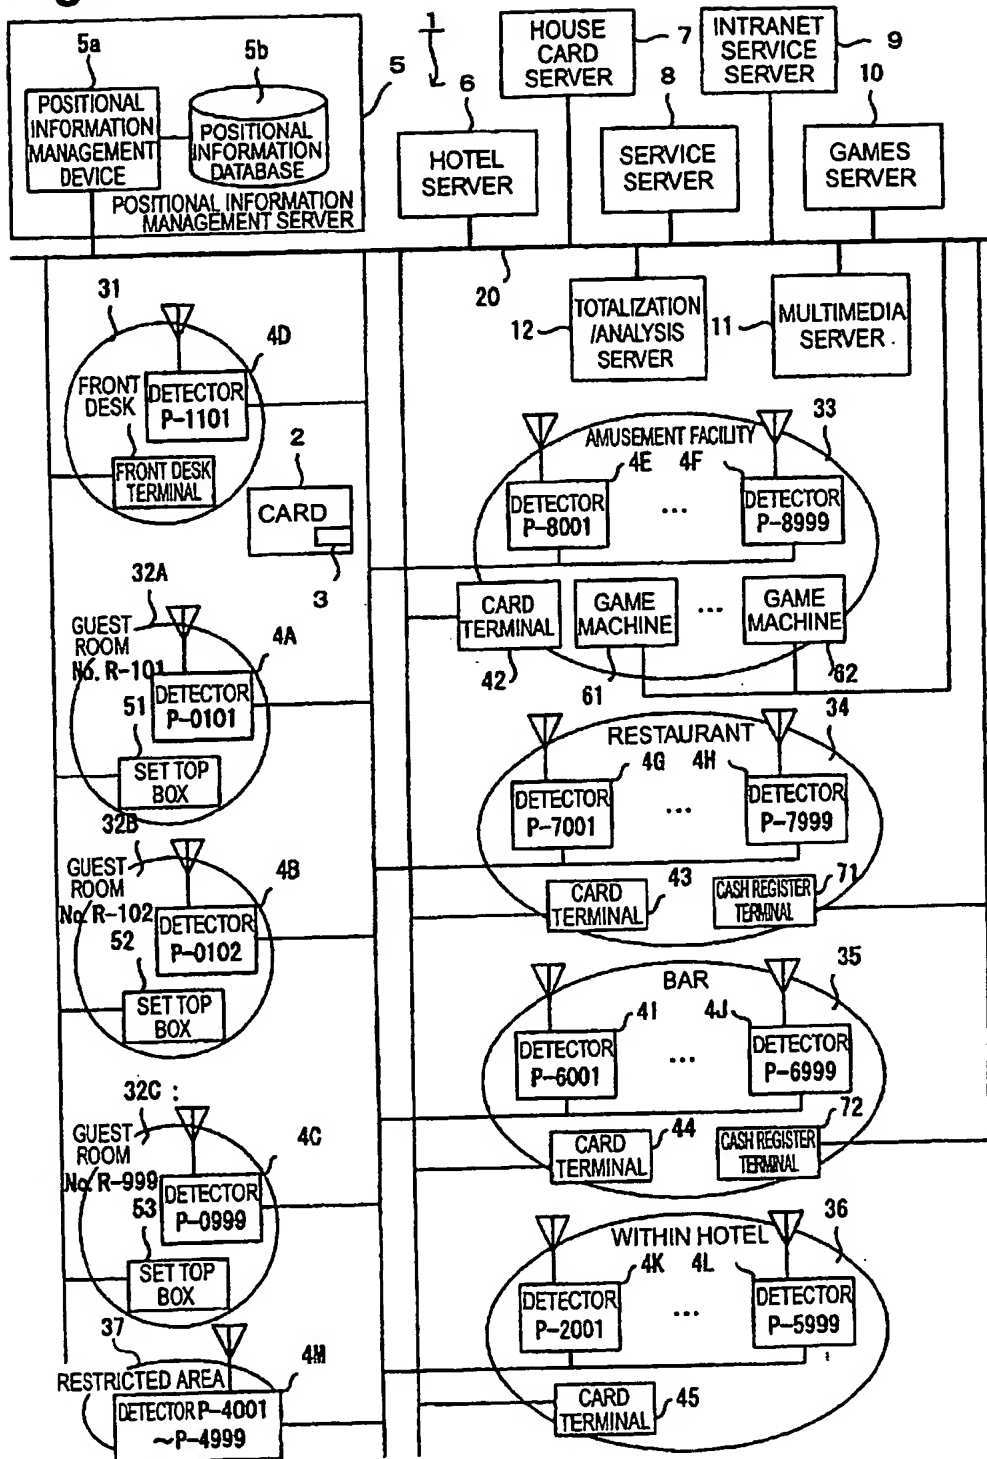 1
5a
5b
5
POSITIONAL
INFORMATION
MANAGEMENT
DEVICE
POSITIONAL
INFORMATION
DATABASE
POSITIONAL INFORMATION
MANAGEMENT SERVER
HOUSE
CARD
SERVER
7
INTRANET
SERVICE
SERVER
9
6
HOTEL
SERVER
8
SERVICE
SERVER
10
GAMES
SERVER
20
12
TOTALIZATION
/ANALYSIS
SERVER
11
MULTIMEDIA
SERVER
31
4D
FRONT
DESK
DETECTOR
P-1101
FRONT DESK
TERMINAL
2
CARD
3
32A
GUEST
ROOM
No. R-101
4A
DETECTOR
P-0101
51
SET TOP
BOX
32B
GUEST
ROOM
No. R-102
4B
DETECTOR
P-0102
52
SET TOP
BOX
32C :
GUEST
ROOM
No. R-999
4C
DETECTOR
P-0999
53
SET TOP
BOX
37
RESTRICTED AREA
4M
DETECTOR P-4001
~P-4999
33
AMUSEMENT FACILITY
4E 4F
DETECTOR
P-8001
...
DETECTOR
P-8999
CARD
TERMINAL
42
GAME
MACHINE
61
...
GAME
MACHINE
62
34
RESTAURANT
4G 4H
DETECTOR
P-7001
...
DETECTOR
P-7999
CARD
TERMINAL
43
CASH REGISTER
TERMINAL
71
35
BAR
4I 4J
DETECTOR
P-6001
...
DETECTOR
P-6999
CARD
TERMINAL
44
CASH REGISTER
TERMINAL
72
36
WITHIN HOTEL
4K 4L
DETECTOR
P-2001
...
DETECTOR
P-5999
CARD
TERMINAL
45